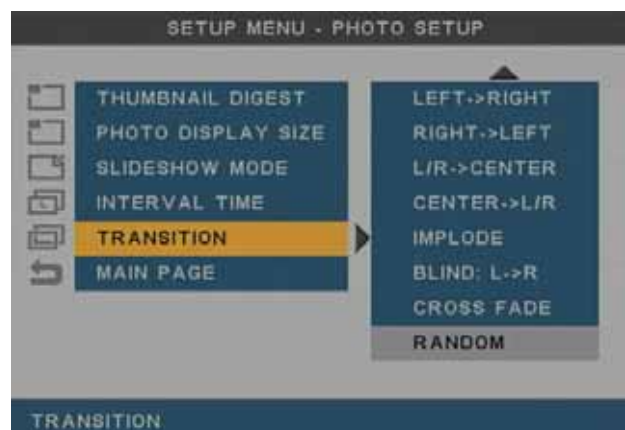 SETUP MENU - PHOTO SETUP
THUMBNAIL DIGEST
PHOTO DISPLAY SIZE
SLIDESHOW MODE
INTERVAL TIME
TRANSITION
MAIN PAGE
LEFT->RIGHT
RIGHT->LEFT
L/R->CENTER
CENTER->L/R
IMPLODE
BLIND: L->R
CROSS FADE
RANDOM
TRANSITION